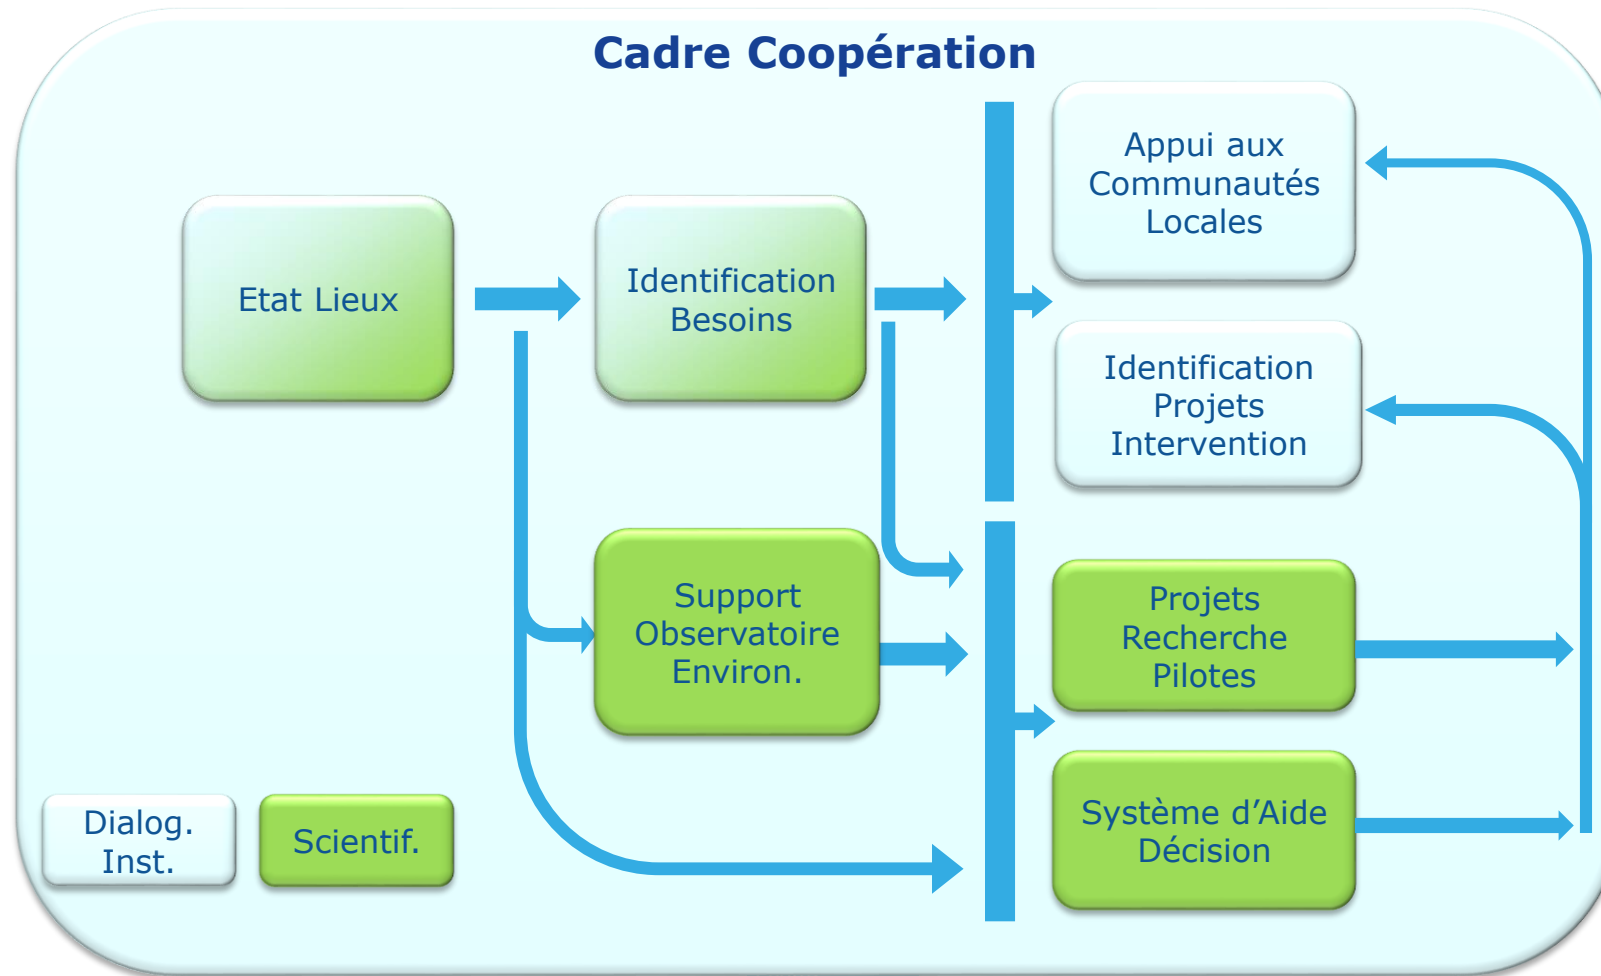 Cadre Coopération
Etat Lieux
Identification
Besoins
Support
Observatoire
Environ.
Appui aux
Communautés
Locales
Identification
Projets
Intervention
Projets
Recherche
Pilotes
Système d’Aide
Décision
Dialog.
Inst.
Scientif.